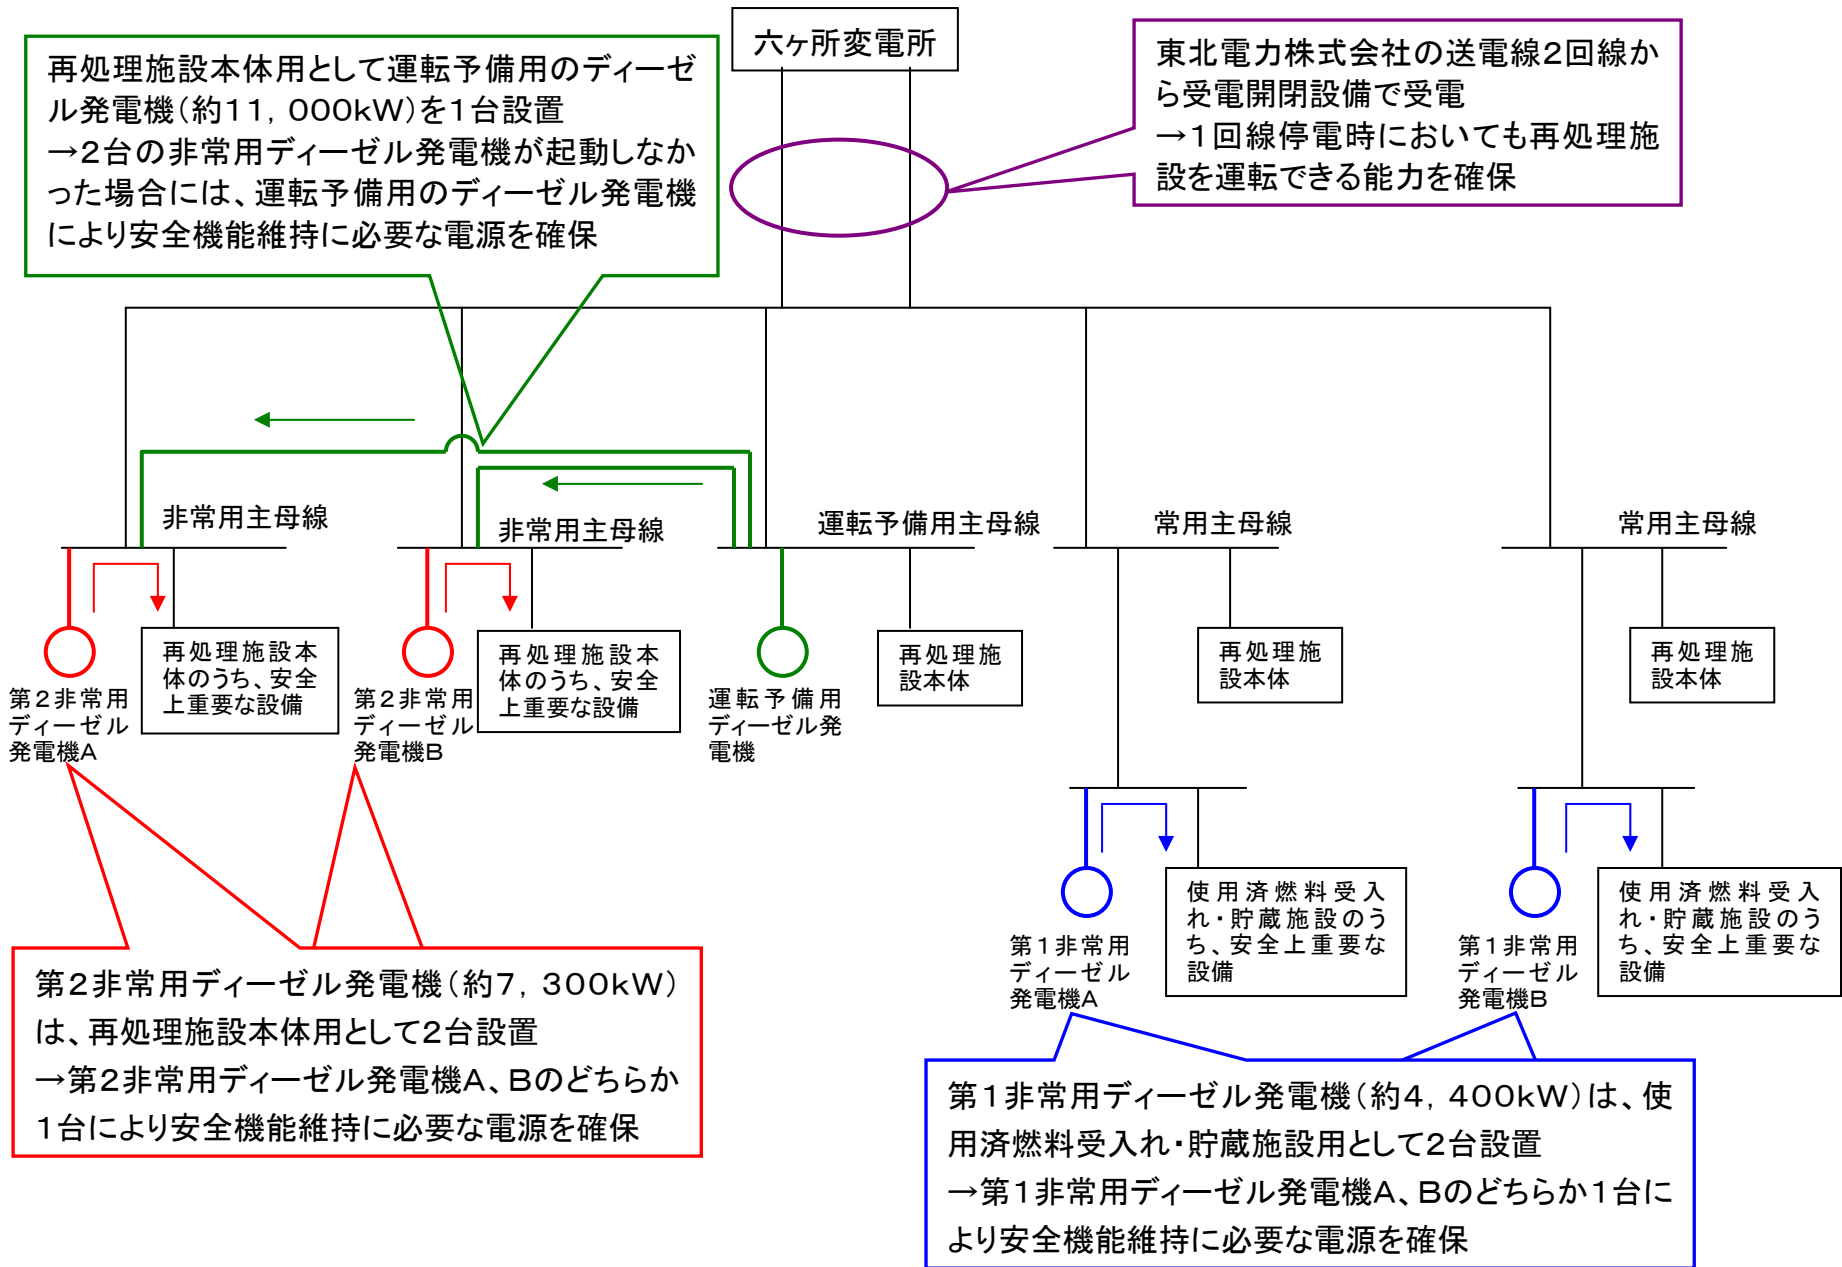 六ヶ所変電所
再処理施設本体用として運転予備用のディーゼ
ル発電機(約11,000kW)を1台設置
→2台の非常用ディーゼル発電機が起動しなか
った場合には、運転予備用のディーゼル発電機
により安全機能維持に必要な電源を確保
東北電力株式会社の送電線2回線か
ら受電開閉設備で受電
→1回線停電時においても再処理施
設を運転できる能力を確保
非常用主母線
非常用主母線
運転予備用主母線
常用主母線
常用主母線
第2非常用
ディーゼル
発電機A
再処理施設本
体のうち、安全
上重要な設備
第2非常用
ディーゼル
発電機B
再処理施設本
体のうち、安全
上重要な設備
運転予備用
ディーゼル発
電機
再処理施
設本体
再処理施
設本体
再処理施
設本体
第1非常用
ディーゼル
発電機A
使用済燃料受入
れ・貯蔵施設のう
ち、安全上重要な
設備
第1非常用
ディーゼル
発電機B
使用済燃料受入
れ・貯蔵施設のう
ち、安全上重要な
設備
第2非常用ディーゼル発電機(約7,300kW)
は、再処理施設本体用として2台設置
→第2非常用ディーゼル発電機A、Bのどちらか
1台により安全機能維持に必要な電源を確保
第1非常用ディーゼル発電機(約4,400kW)は、使
用済燃料受入れ・貯蔵施設用として2台設置
→第1非常用ディーゼル発電機A、Bのどちらか1台に
より安全機能維持に必要な電源を確保